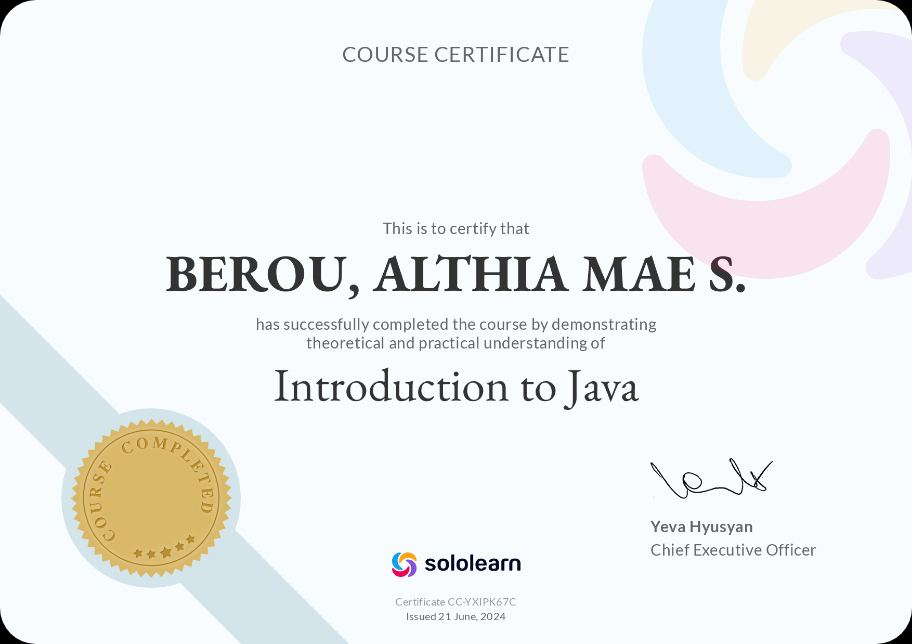 COURSE CERTIFICATE
This is to certify that
BEROU, ALTHIA MAE S.
has successfully completed the course by demonstrating
theoretical and practical understanding of
Introduction to Java
COURSE COMPLETED
Yeva Hyusyan
Chief Executive Officer
sololearn
Certificate CC-YXIPK67C
Issued 21 June, 2024